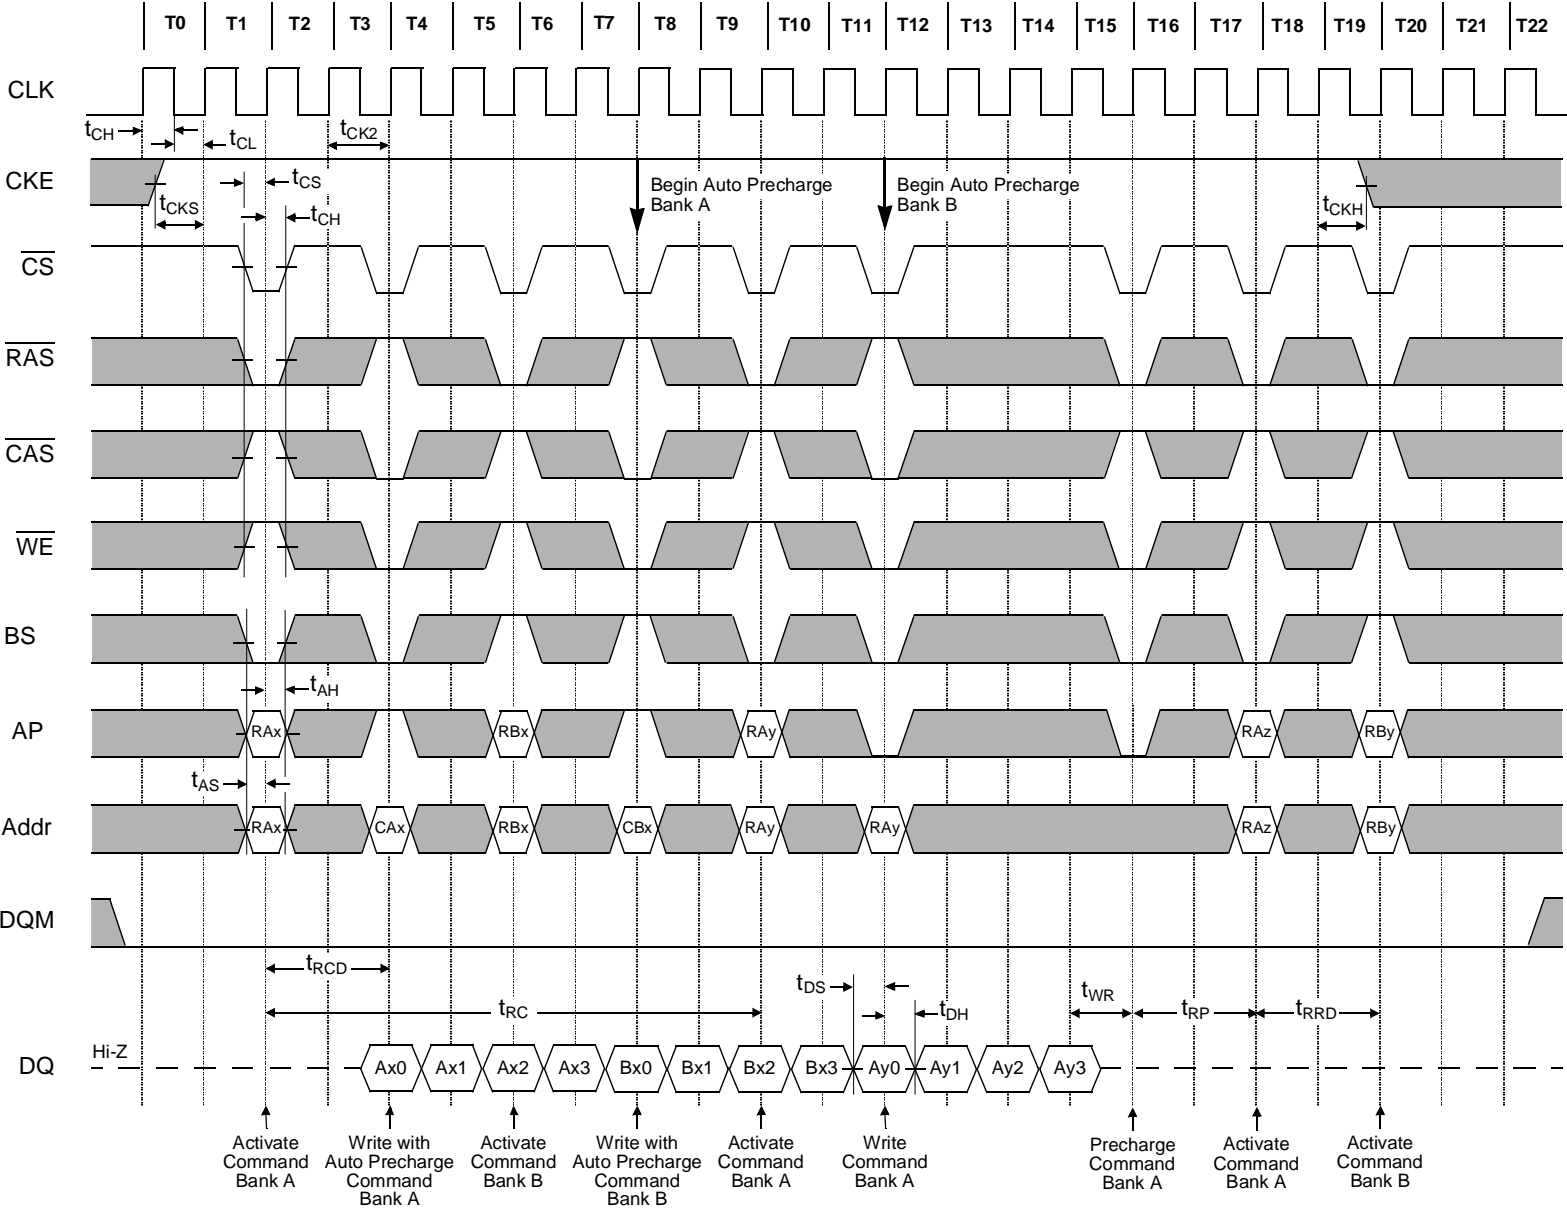 T0 T1 T2 T3 T4 T5 T6 T7 T8 T9 T10 T11 T12 T13 T14 T15 T16 T17 T18 T19 T20 T21 T22
CLK
tCH
tCL
tCK2
CKE
tCKS
tCS
tCH
Begin Auto Precharge
Bank A
Begin Auto Precharge
Bank B
tCKH
CS
RAS
CAS
WE
BS
tAH
AP
RAx RBx RAy RAz RBy
tAS
Addr
RAx CAx RBx CBx RAy RAy RAz RBy
DQM
tRCD
tRC
tDS
tDH
tWR
tRP
tRRD
DQ
Hi-Z
Ax0 Ax1 Ax2 Ax3 Bx0 Bx1 Bx2 Bx3 Ay0 Ay1 Ay2 Ay3
Activate
Command
Bank A
Write with
Auto Precharge
Command
Bank A
Activate
Command
Bank B
Write with
Auto Precharge
Command
Bank B
Activate
Command
Bank A
Write
Command
Bank A
Precharge
Command
Bank A
Activate
Command
Bank A
Activate
Command
Bank B